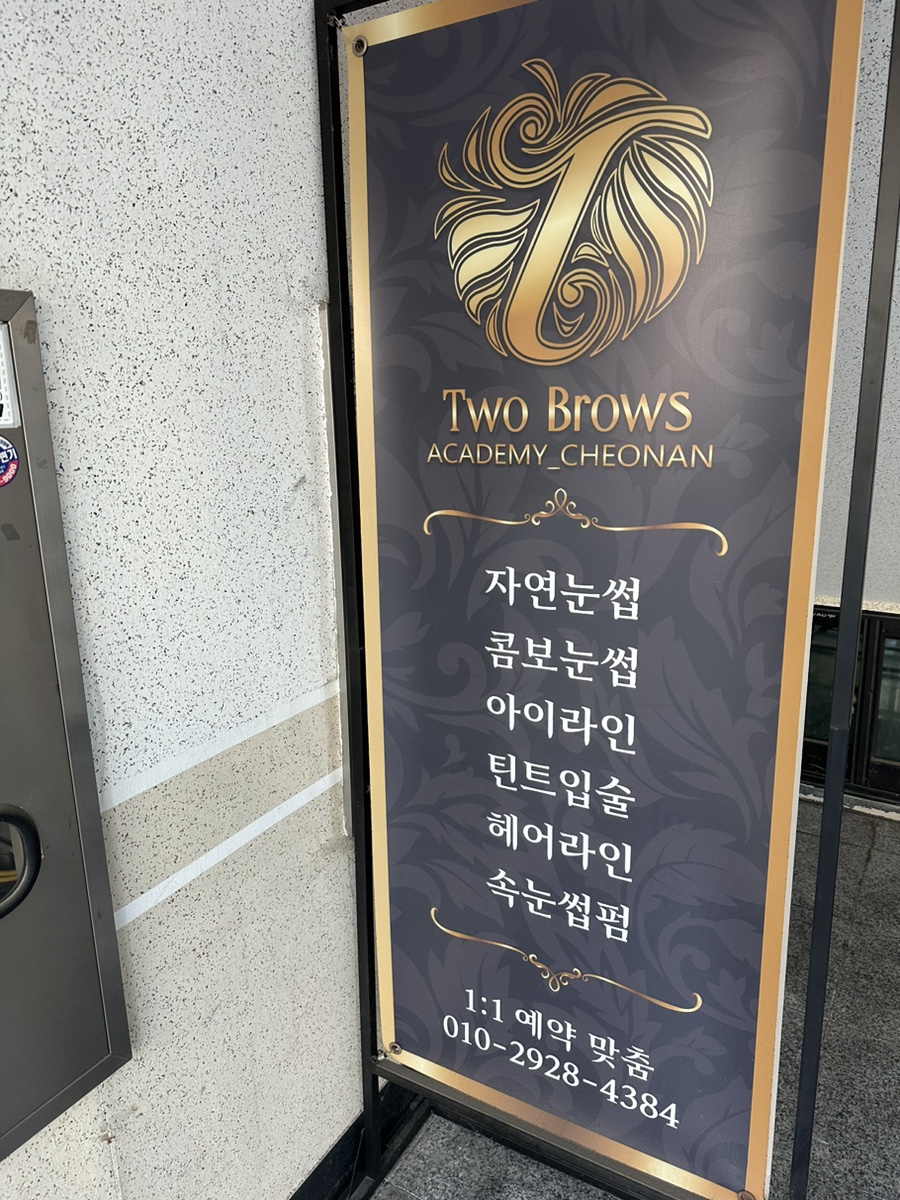 Two Brows
ACADEMY_CHEONAN
자연눈썹
콤보눈썹
아이라인
틴트입술
헤어라인
속눈썹펌
1:1 예약 맞춤
010-2928-4384